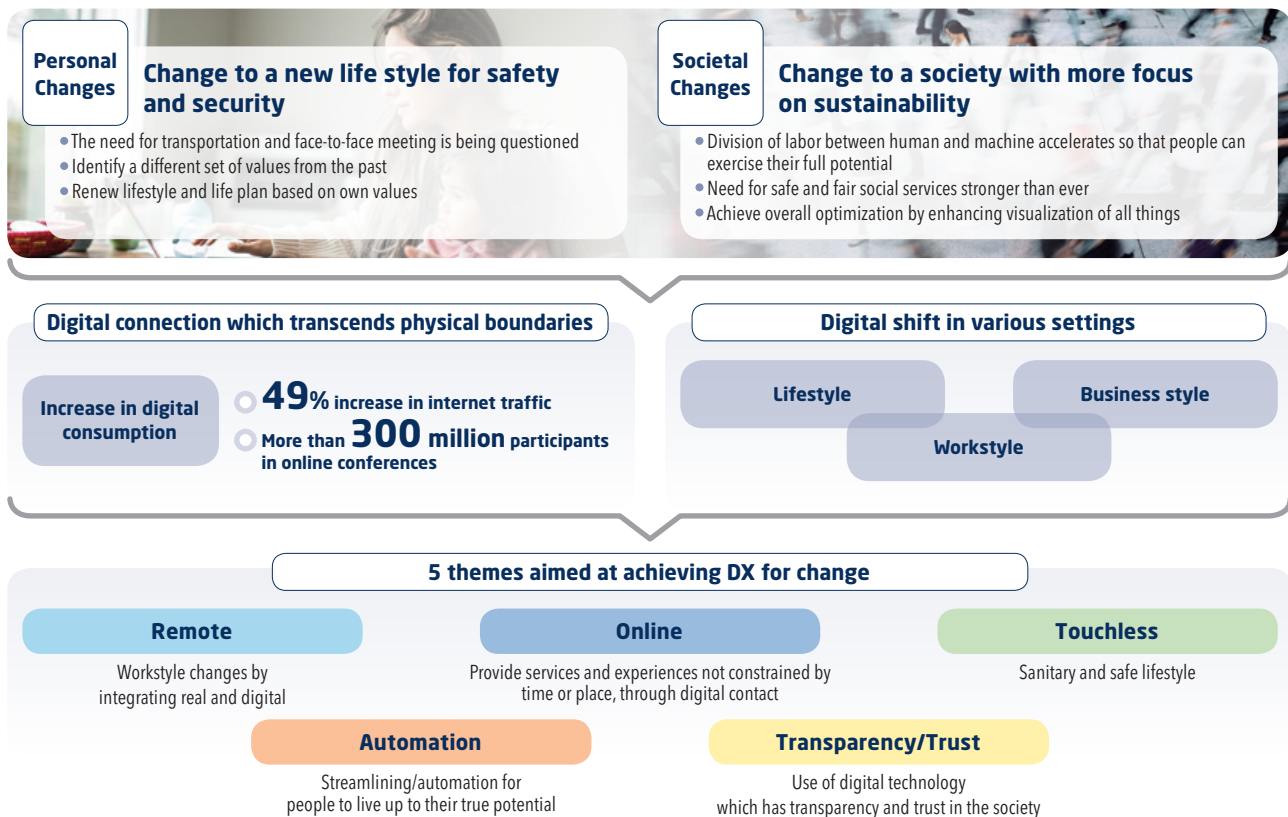 Personal
Changes
Change to a new life style for safety
and security
• The need for transportation and face-to-face meeting is being questioned
• Identify a different set of values from the past
• Renew lifestyle and life plan based on own values
Societal
Changes
Change to a society with more focus
on sustainability
• Division of labor between human and machine accelerates so that people can
exercise their full potential
• Need for safe and fair social services stronger than ever
• Achieve overall optimization by enhancing visualization of all things
Digital connection which transcends physical boundaries
Increase in digital
consumption
49% increase in internet traffic
More than 300 million participants
in online conferences
Digital shift in various settings
Lifestyle
Business style
Workstyle
5 themes aimed at achieving DX for change
Remote
Workstyle changes by
integrating real and digital
Online
Provide services and experiences not constrained by
time or place, through digital contact
Touchless
Sanitary and safe lifestyle
Automation
Streamlining/automation for
people to live up to their true potential
Transparency/Trust
Use of digital technology
which has transparency and trust in the society